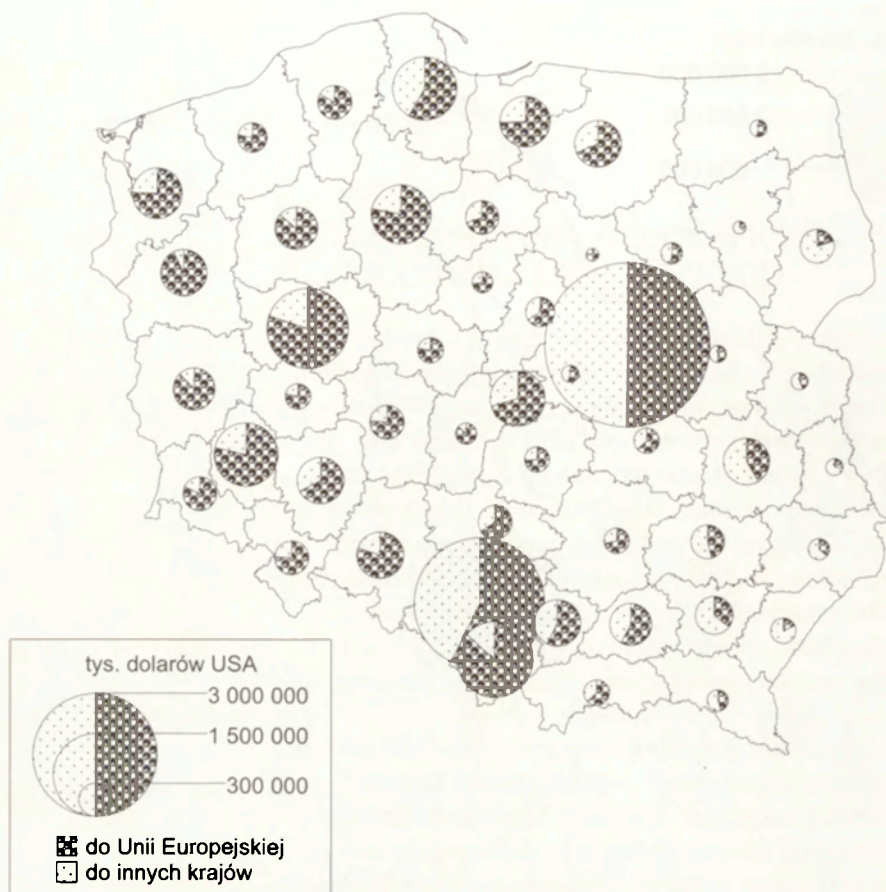 tys. dolarów USA
3 000 000
1 500 000
300 000
do Unii Europejskiej
do innych krajów